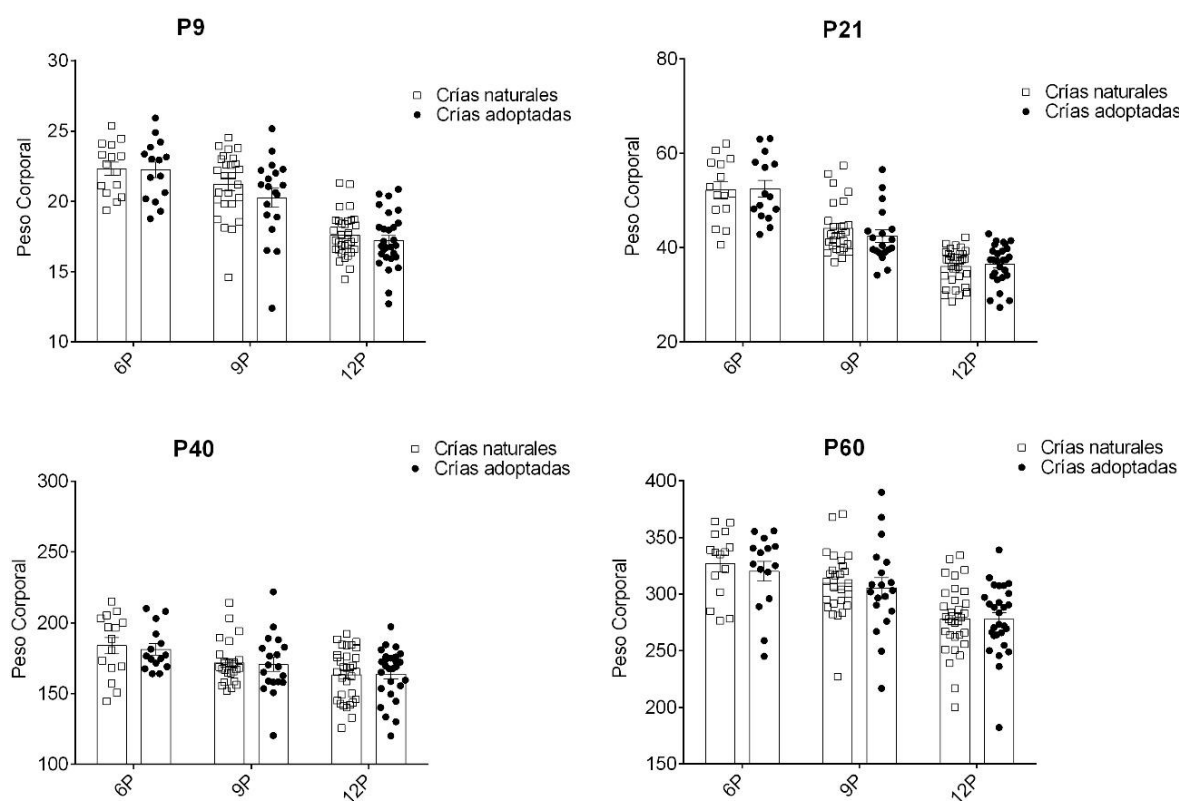 P9
Crías naturales
Crías adoptadas
Peso Corporal
30
25
20
15
10
6P
9P
12P
P21
Crías naturales
Crías adoptadas
Peso Corporal
80
60
40
20
6P
9P
12P
P40
Crías naturales
Crías adoptadas
Peso Corporal
300
250
200
150
100
6P
9P
12P
P60
Crías naturales
Crías adoptadas
Peso Corporal
400
350
300
250
200
150
6P
9P
12P